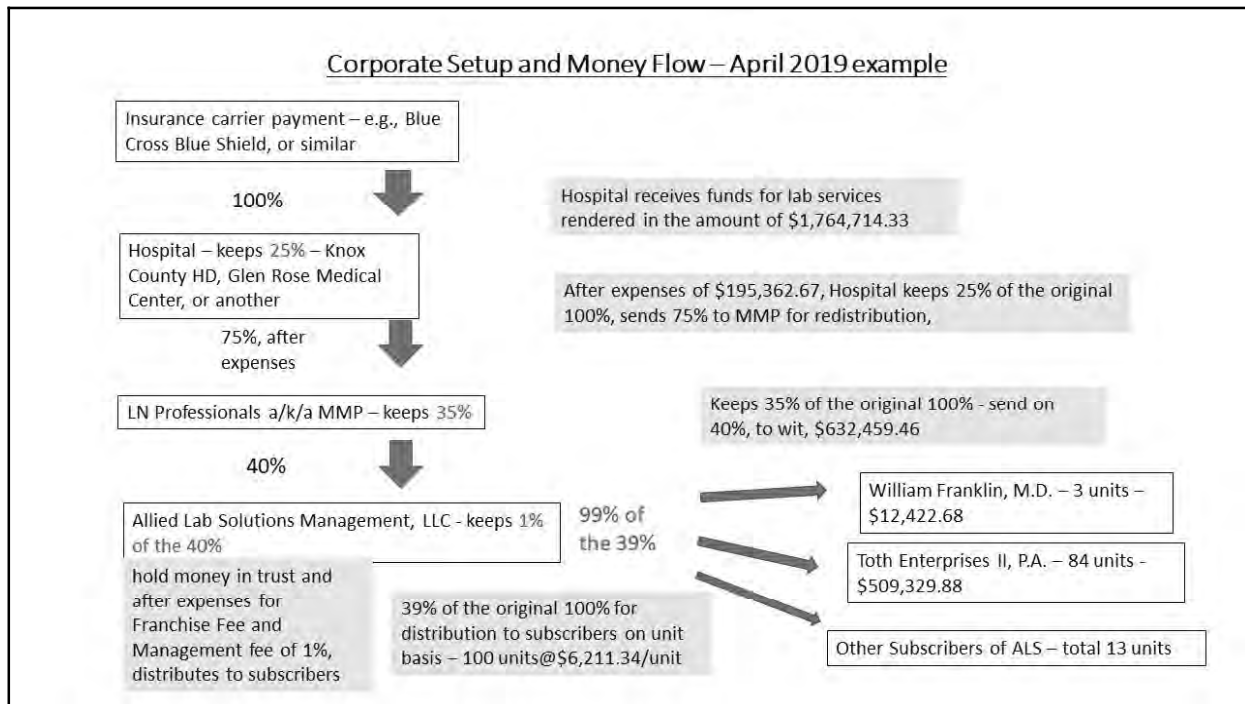 Corporate Setup and Money Flow – April 2019 example
Insurance carrier payment – e.g., Blue
Cross Blue Shield, or similar
100%
Hospital receives funds for lab services
rendered in the amount of $1,764,714.33
Hospital – keeps 25% – Knox
County HD, Glen Rose Medical
Center, or another
After expenses of $195,362.67, Hospital keeps 25% of the original
100%, sends 75% to MMP for redistribution,
75%, after
expenses
LN Professionals a/k/a MMP – keeps 35%
Keeps 35% of the original 100% - send on
40%, to wit, $632,459.46
40%
Allied Lab Solutions Management, LLC - keeps 1%
of the 40%
99% of
the 39%
William Franklin, M.D. – 3 units –
$12,422.68
Toth Enterprises II, P.A. – 84 units -
$509,329.88
Other Subscribers of ALS – total 13 units
hold money in trust and
after expenses for
Franchise Fee and
Management fee of 1%,
distributes to subscribers
39% of the original 100% for
distribution to subscribers on unit
basis – 100 units@$6,211.34/unit